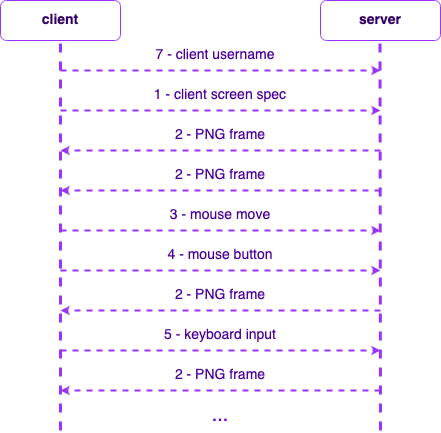 client
server
7 - client username
1 - client screen spec
2 - PNG frame
2 - PNG frame
3 - mouse move
4 - mouse button
2 - PNG frame
5 - keyboard input
2 - PNG frame
...